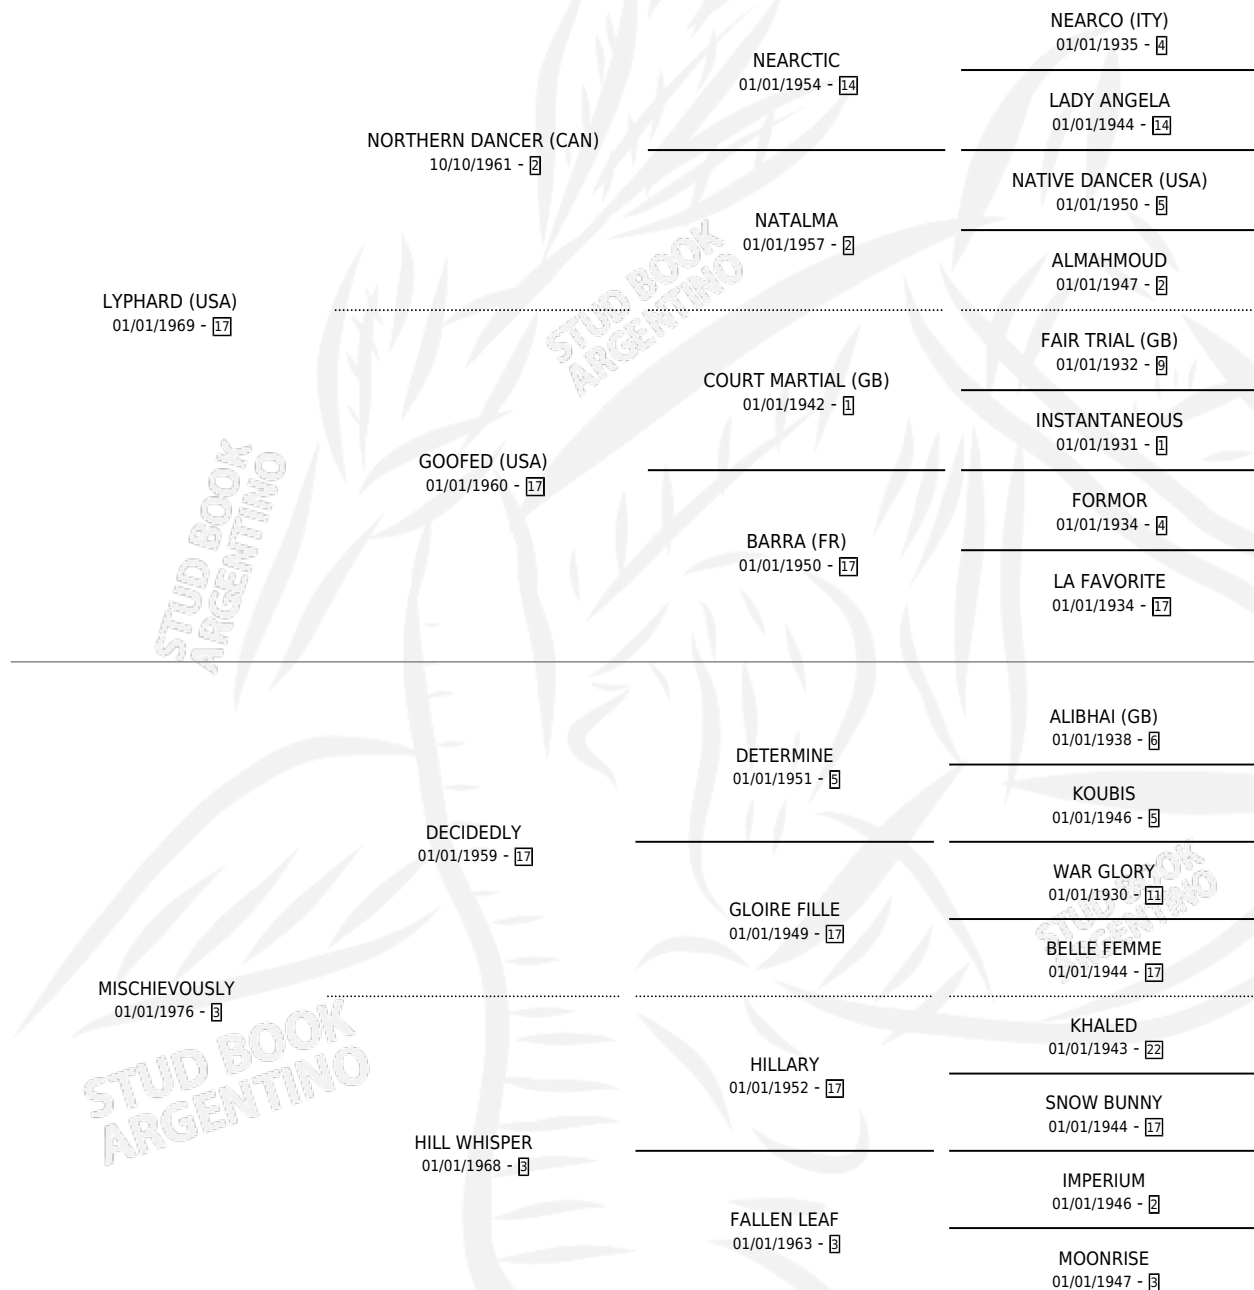 NEARCO (ITY)
01/01/1935 - 4
NEARCTIC
01/01/1954 - 14
LADY ANGELA
01/01/1944 - 14
NORTHERN DANCER (CAN)
10/10/1961 - 2
NATIVE DANCER (USA)
01/01/1950 - 5
NATALMA
01/01/1957 - 2
ALMAHMOUD
01/01/1947 - 2
LYPHARD (USA)
01/01/1969 - 17
STUD BOOK
ARGENTINO
FAIR TRIAL (GB)
01/01/1932 - 9
COURT MARTIAL (GB)
01/01/1942 - 1
INSTANTANEOUS
01/01/1931 - 1
GOOFED (USA)
01/01/1960 - 17
FORMOR
01/01/1934 - 4
BARRA (FR)
01/01/1950 - 17
LA FAVORITE
01/01/1934 - 17
STUD BOOK
ARGENTINO
ALIBHAI (GB)
01/01/1938 - 6
DETERMINE
01/01/1951 - 5
KOUBIS
01/01/1946 - 5
DECIDEDLY
01/01/1959 - 17
WAR GLORY
01/01/1930 - 11
GLOIRE FILLE
01/01/1949 - 17
STUD BOOK
ARGENTINO
BELLE FEMME
01/01/1944 - 17
MISCHIEVOUSLY
01/01/1976 - 3
KHALED
01/01/1943 - 22
HILLARY
01/01/1952 - 17
SNOW BUNNY
01/01/1944 - 17
STUD BOOK
ARGENTINO
HILL WHISPER
01/01/1968 - 3
IMPERIUM
01/01/1946 - 2
FALLEN LEAF
01/01/1963 - 3
MOONRISE
01/01/1947 - 3